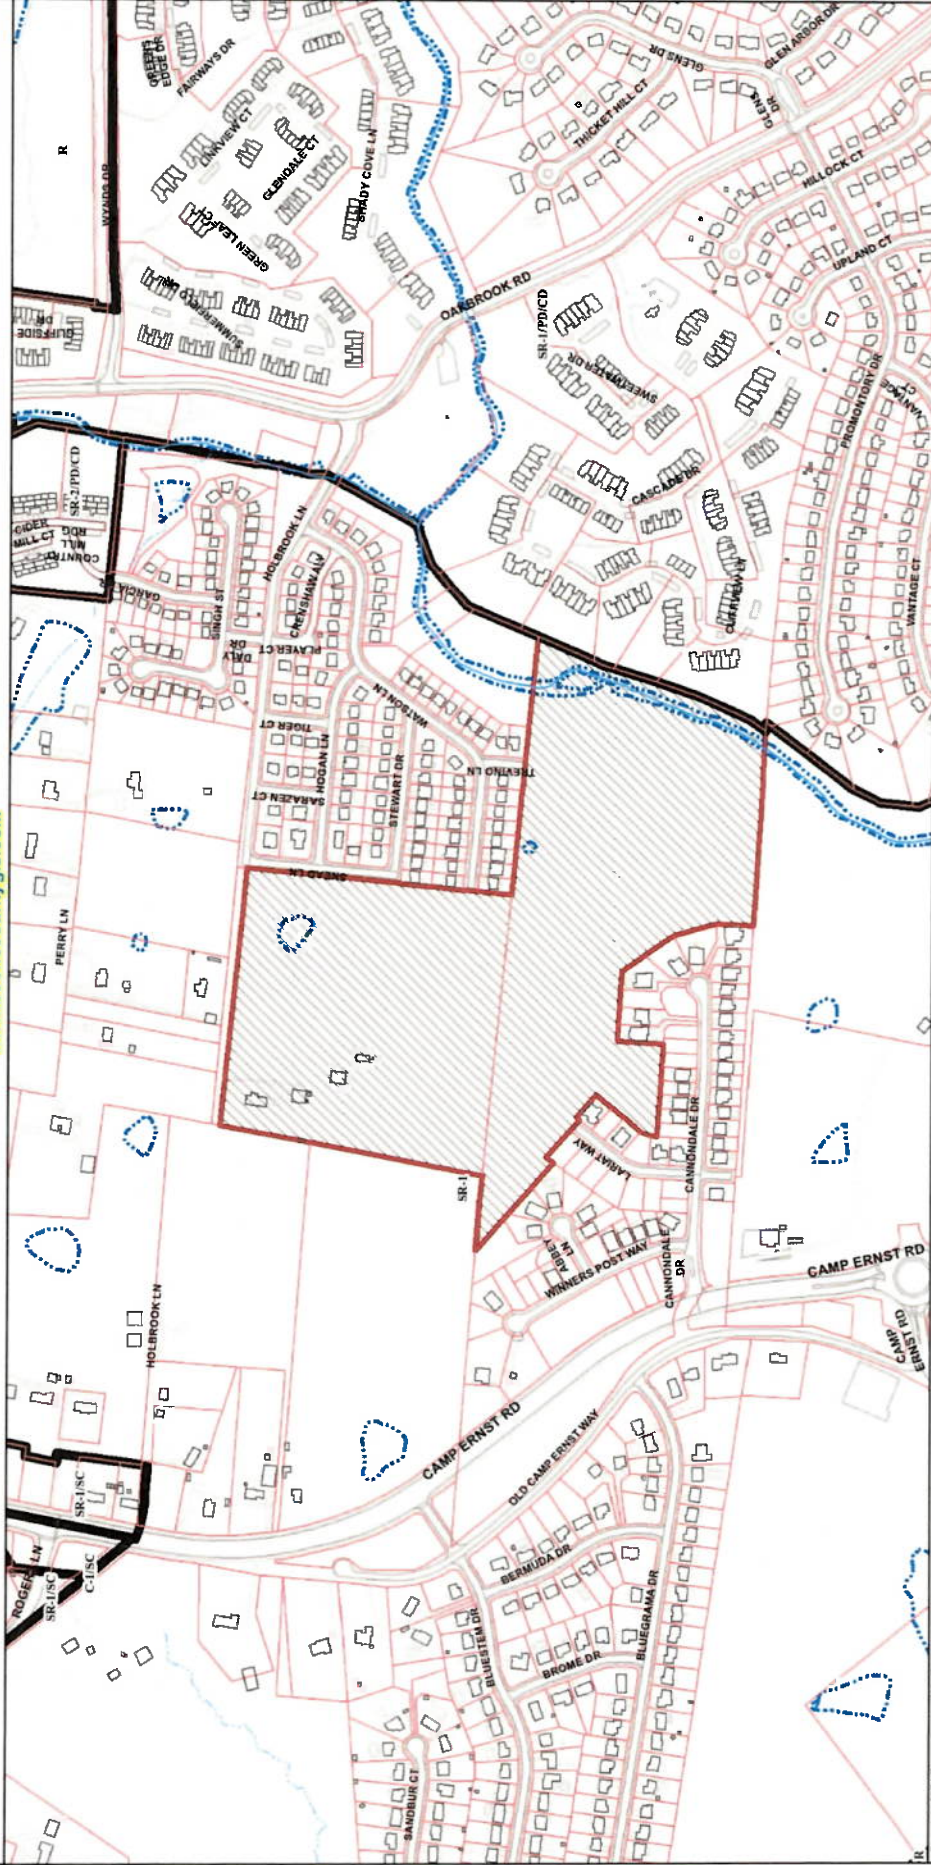 R
WYNDS DR
GREENS
EDGE DR
FAIRWAYS DR
LINKVIEW CT
GLENDALE CT
GREEN LEAF CT
SHADY COVE LN
SUMMERFIELD DR
CLIFFSIDE
DR
GLENS DR
GLEN ARBOR DR
GLENS
DR
THICKET HILL CT
HILLOCK CT
UPLAND CT
OAKBROOK RD
SR-1/PD/CD
SWEETWATER DR
CASCADE DR
PROMONTORY DR
VANTAGE
CT
VANTAGE CT
SR-2/PD/CD
CIDER
MILL CT
COUNTRY
MILL
RDG
GARCIA
SINGH ST
DALY
DR
HOLBROOK LN
CRENSHAW LN
PLAYER CT
TIGER CT
HOGAN LN
SARAZEN CT
STEWART DR
WATSON LN
TREVINO LN
SNEAD LN
PERRY LN
SR-1
LARIAT WAY
CANNONDALE DR
ABBEY
LN
WINNERS POST WAY
CANNONDALE
DR
CAMP ERNST RD
CAMP
ERNST RD
HOLBROOK LN
CAMP ERNST RD
OLD CAMP ERNST WAY
SR-1/SC
ROGERS LN
SR-1/SC
C-1/SC
BERMUDA DR
BLUESTEM DR
BROME DR
BLUEGRAMA DR
SANDBUR CT
R